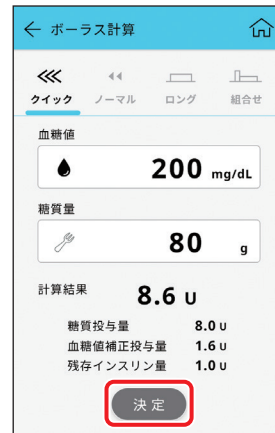 ボーラス計算
クイック ノーマル ロング 組合せ
血糖値
200 mg/dL
糖質量
80 g
計算結果 8.6 U
糖質投与量 8.0 U
血糖値補正投与量 1.6 U
残存インスリン量 1.0 U
決定